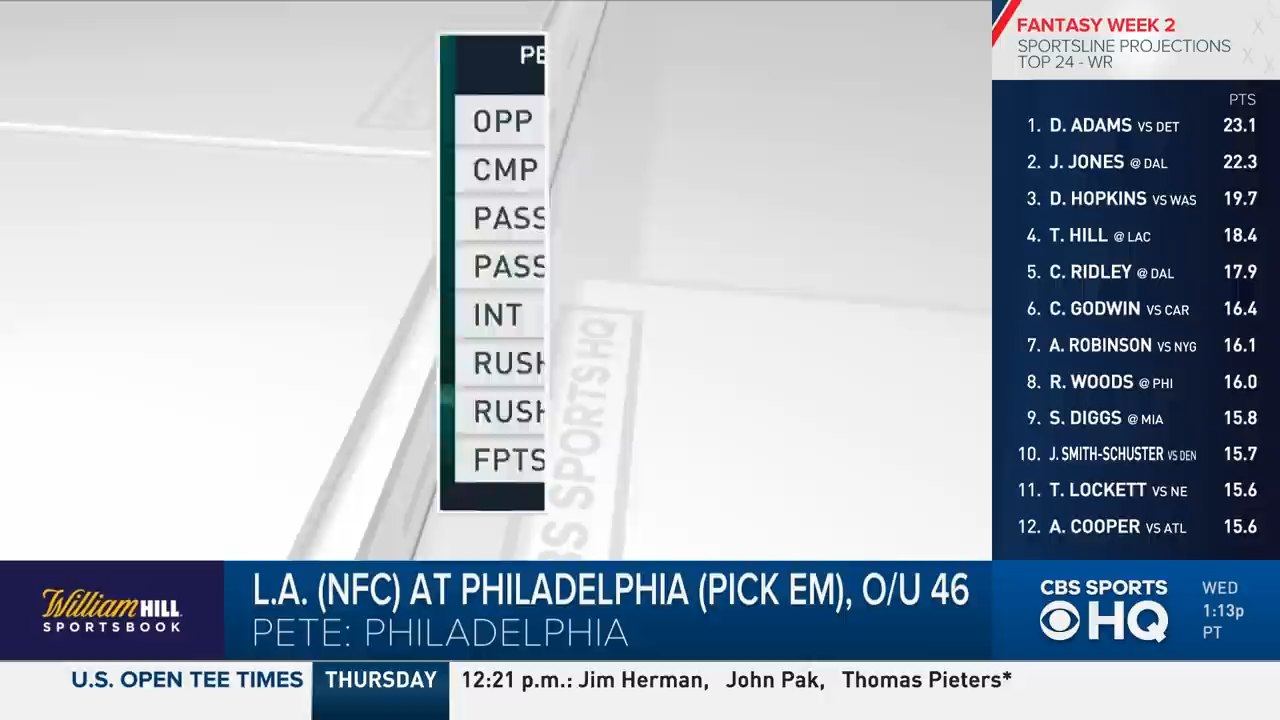 PE
OPP
CMP
PASS
PASS
INT
RUSH
RUSH
FPTS
CBS SPORTS HQ
FANTASY WEEK 2
SPORTSLINE PROJECTIONS
TOP 24 - WR
PTS
1. D. ADAMS VS DET 23.1
2. J. JONES @ DAL 22.3
3. D. HOPKINS VS WAS 19.7
4. T. HILL @ LAC 18.4
5. C. RIDLEY @ DAL 17.9
6. C. GODWIN VS CAR 16.4
7. A. ROBINSON VS NYG 16.1
8. R. WOODS @ PHI 16.0
9. S. DIGGS @ MIA 15.8
10. J. SMITH-SCHUSTER VS DEN 15.7
11. T. LOCKETT VS NE 15.6
12. A. COOPER VS ATL 15.6
William HILL
SPORTSBOOK
L.A. (NFC) AT PHILADELPHIA (PICK EM), O/U 46
PETE: PHILADELPHIA
CBS SPORTS
HQ
WED
1:13p
PT
U.S. OPEN TEE TIMES THURSDAY 12:21 p.m.: Jim Herman, John Pak, Thomas Pieters*